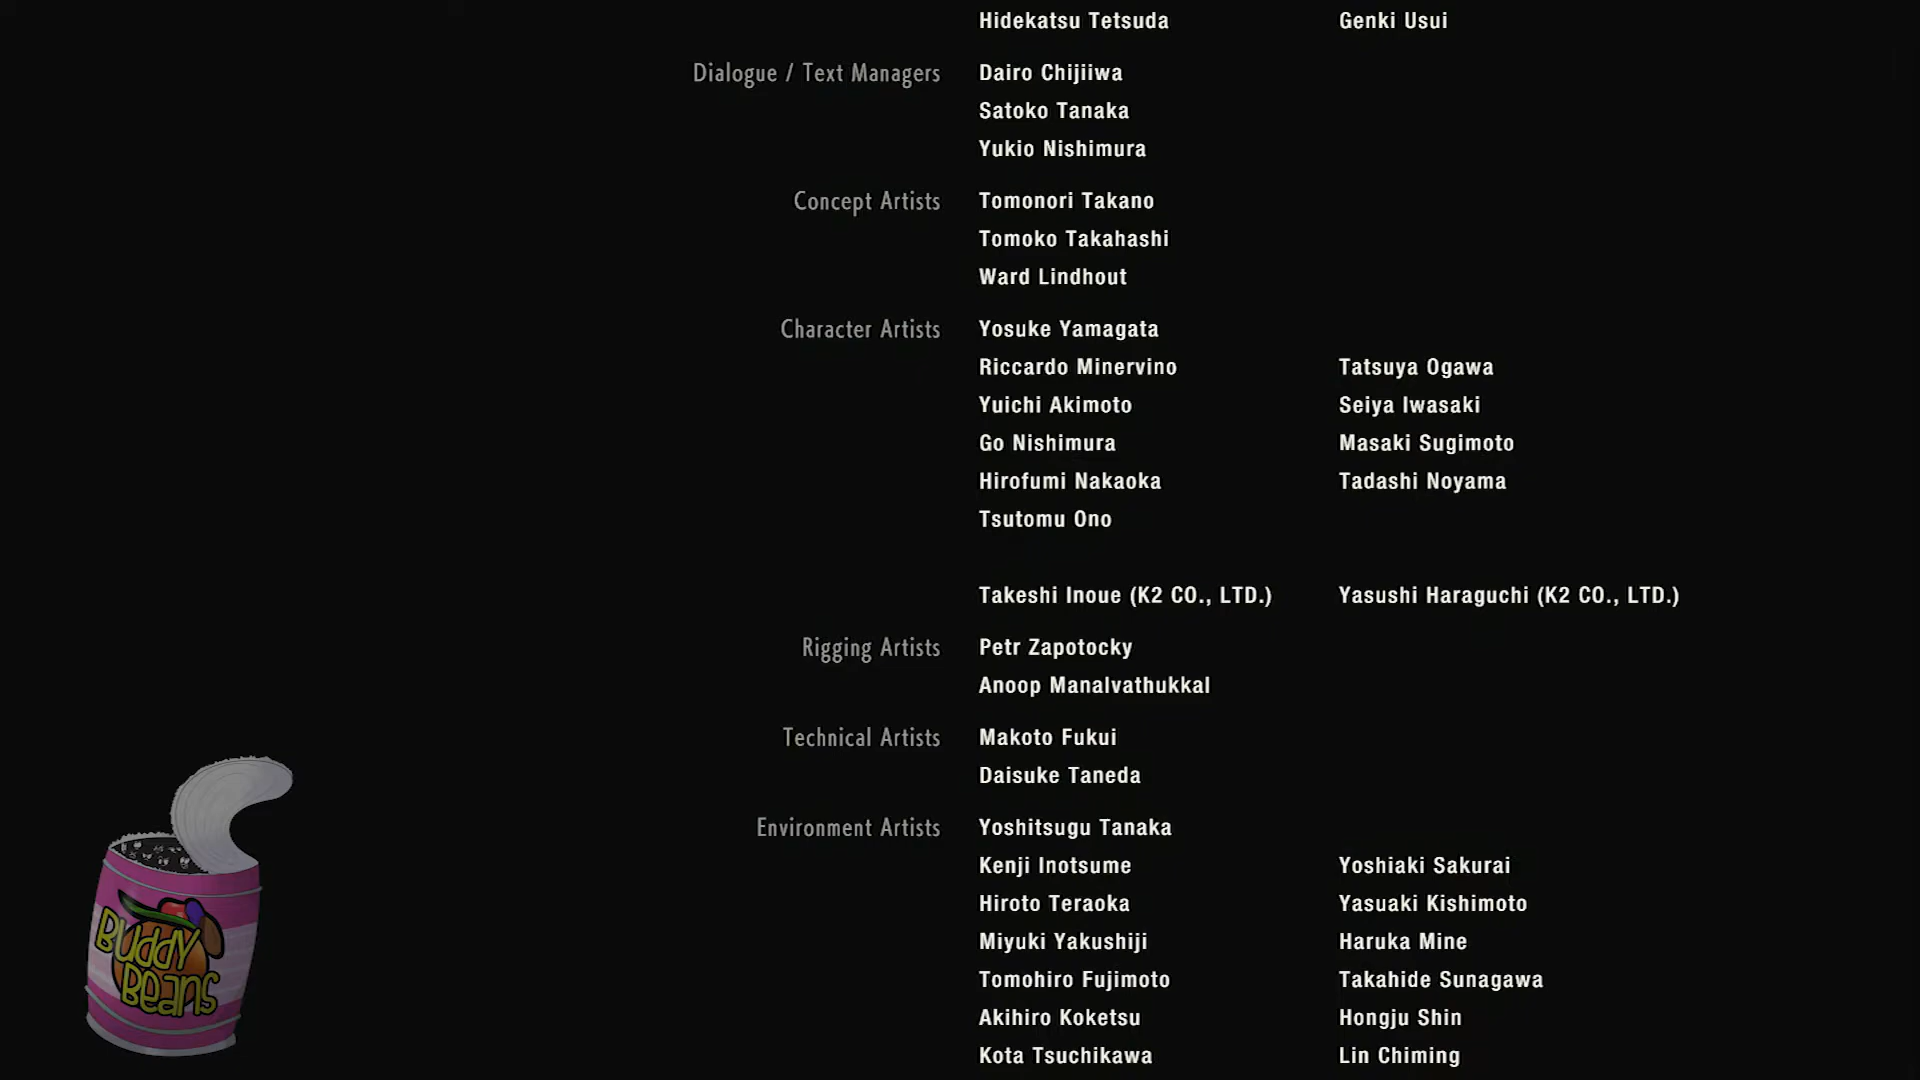 Hidekatsu Tetsuda Genki Usui
Dialogue / Text Managers Dairo Chijiiwa
Satoko Tanaka
Yukio Nishimura
Concept Artists Tomonori Takano
Tomoko Takahashi
Ward Lindhout
Character Artists Yosuke Yamagata
Riccardo Minervino Tatsuya Ogawa
Yuichi Akimoto Seiya Iwasaki
Go Nishimura Masaki Sugimoto
Hirofumi Nakaoka Tadashi Noyama
Tsutomu Ono
Takeshi Inoue (K2 CO., LTD.) Yasushi Haraguchi (K2 CO., LTD.)
Rigging Artists Petr Zapotocky
Anoop Manalvathukkal
Technical Artists Makoto Fukui
Daisuke Taneda
Environment Artists Yoshitsugu Tanaka
Kenji Inotsume Yoshiaki Sakurai
Hiroto Teraoka Yasuaki Kishimoto
Miyuki Yakushiji Haruka Mine
Tomohiro Fujimoto Takahide Sunagawa
Akihiro Koketsu Hongju Shin
Kota Tsuchikawa Lin Chiming
Buddy
Beans